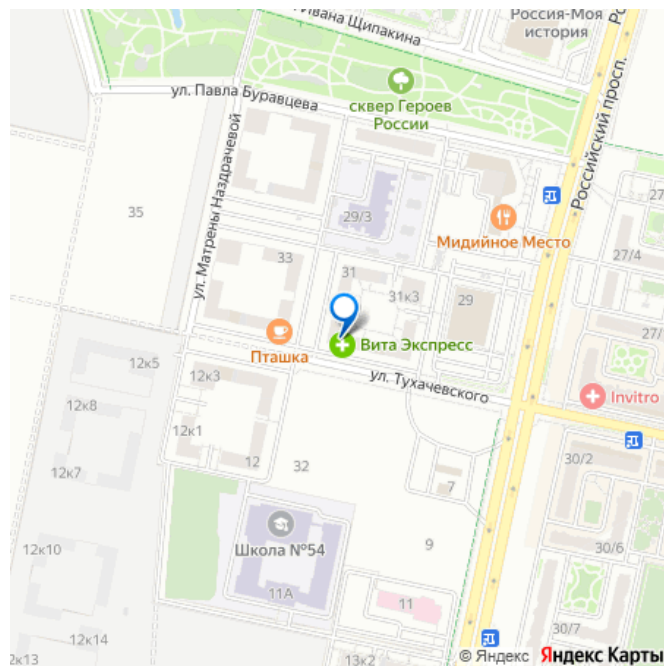 Ивана Щипакина
Россия-Моя
история
Российский просп.
ул. Павла Буравцева
сквер Героев
России
ул. Матрены Наздрачевой
35
29/3
Мидийное Место
27/4
33
31
31к3
29
27/
Вита Экспресс
Пташка
ул. Тухачевского
Invitro
12к5
12к3
12к8
12к1
12к7
12
32
7
30/2
9
Школа №54
12к10
11А
11
30/6
12к14
12к13
13к2
30/7
© Яндекс Яндекс Карты